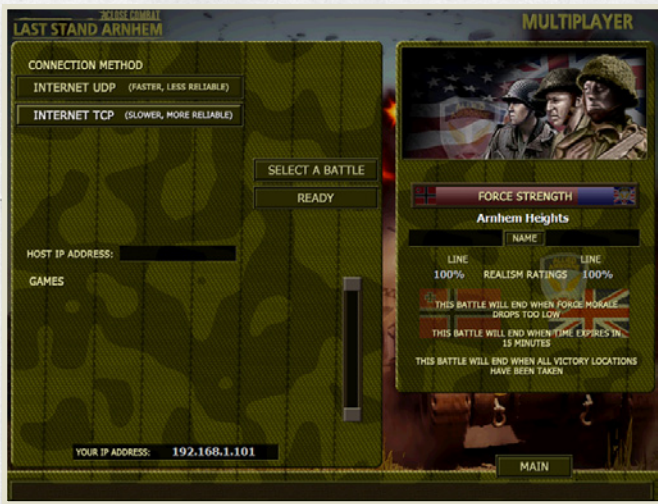 CLOSE COMBAT
LAST STAND ARNHEM
MULTIPLAYER
CONNECTION METHOD
INTERNET UDP (FASTER, LESS RELIABLE)
INTERNET TCP (SLOWER, MORE RELIABLE)
SELECT A BATTLE
READY
HOST IP ADDRESS:
GAMES
YOUR IP ADDRESS: 192.168.1.101
FORCE STRENGTH
Arnhem Heights
NAME
LINE LINE
100% REALISM RATINGS 100%
THIS BATTLE WILL END WHEN FORCE MORALE
DROPS TOO LOW
THIS BATTLE WILL END WHEN TIME EXPIRES IN
15 MINUTES
THIS BATTLE WILL END WHEN ALL VICTORY LOCATIONS
HAVE BEEN TAKEN
MAIN